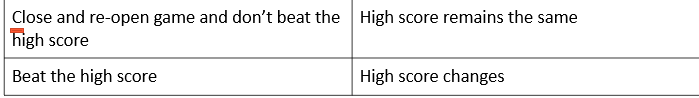 Close and re-open game and don't beat the
high score
High score remains the same
Beat the high score
High score changes